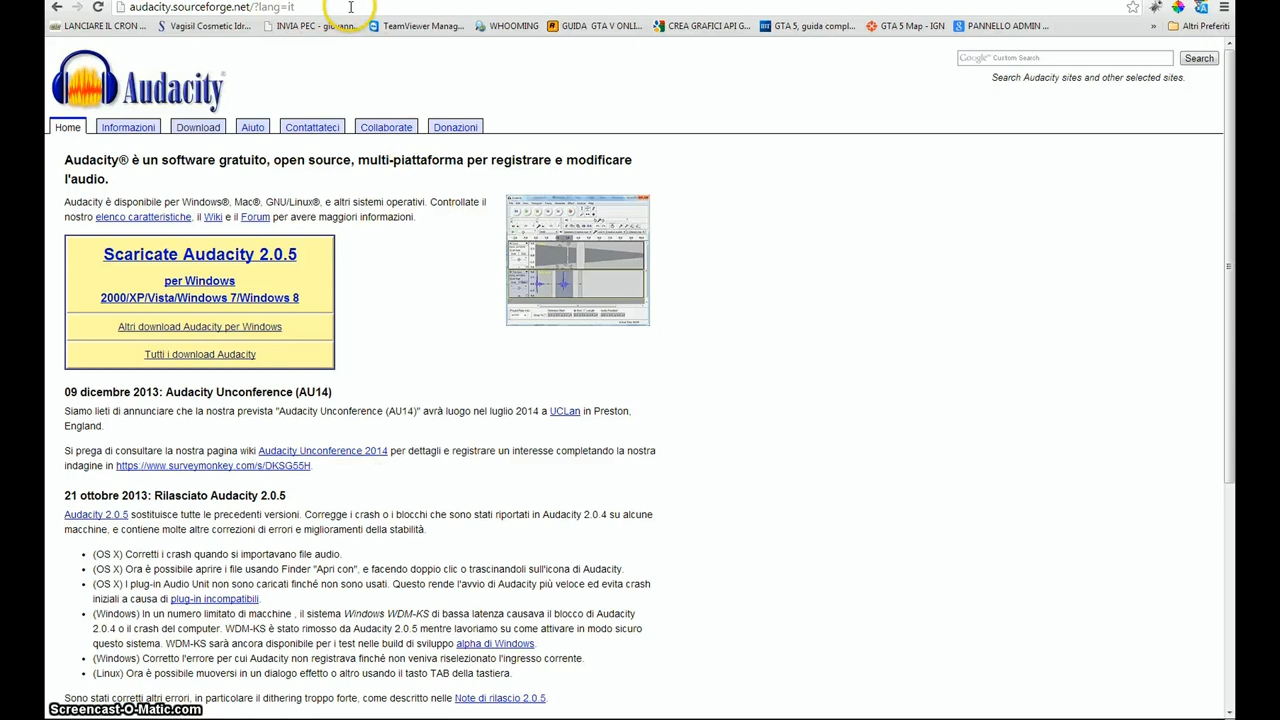 audacity.sourceforge.net/?lang=it
LANCIARE IL CRON
Vagisil Cosmetic Idr...
INVIA PEC -
TeamViewer Manag...
WHOOMING
GUIDA GTA V ONLI...
CREA GRAFICI GOO...
GTA 5, guida compl...
GTA 5 Map - IGN
PANNELLO ADMIN ...
»
Altri Preferiti
Audacity
Google™ Custom Search
Search
Search Audacity sites and other selected sites.
Home
Informazioni
Download
Aiuto
Contattateci
Collaborate
Donazioni
Audacity® è un software gratuito, open source, multi-piattaforma per registrare e modificare
l'audio.
Audacity è disponibile per Windows®, Mac®, GNU/Linux®, e altri sistemi operativi. Controllate il
nostro elenco caratteristiche, il Wiki e il Forum per avere maggiori informazioni.
Scaricate Audacity 2.0.5
per Windows
2000/XP/Vista/Windows 7/Windows 8
Altri download Audacity per Windows
Tutti i download Audacity
09 dicembre 2013: Audacity Unconference (AU14)
Siamo lieti di annunciare che la nostra prevista "Audacity Unconference (AU14)" avrà luogo nel luglio 2014 a UCLan in Preston,
England.
Si prega di consultare la nostra pagina wiki Audacity Unconference 2014 per dettagli e registrare un interesse completando la nostra
indagine in https://www.surveymonkey.com/s/DKSG55H.
21 ottobre 2013: Rilasciato Audacity 2.0.5
Audacity 2.0.5 sostituisce tutte le precedenti versioni. Corregge i crash o i blocchi che sono stati riportati in Audacity 2.0.4 su alcune
macchine, e contiene molte altre correzioni di errori e miglioramenti della stabilità.
• (OS X) Corretti i crash quando si importavano file audio.
• (OS X) Ora è possibile aprire i file usando Finder "Apri con", e facendo doppio clic o trascinandoli sull'icona di Audacity.
• (OS X) I plug-in Audio Unit non sono caricati finché non sono usati. Questo rende l'avvio di Audacity più veloce ed evita crash
iniziali a causa di plug-in incompatibili.
• (Windows) In un numero limitato di macchine , il sistema Windows WDM-KS di bassa latenza causava il blocco di Audacity
2.0.4 o il crash del computer. WDM-KS è stato rimosso da Audacity 2.0.5 mentre lavoriamo su come attivare in modo sicuro
questo sistema. WDM-KS sarà ancora disponibile per i test nelle build di sviluppo alpha di Windows.
• (Windows) Corretto l'errore per cui Audacity non registrava finché non veniva riselezionato l'ingresso corrente.
• (Linux) Ora è possibile muoversi in un dialogo effetto o altro usando il tasto TAB della tastiera.
Sono stati corretti altri errori, in particolare il dithering troppo forte, come descritto nelle Note di rilascio 2.0.5.
Screencast-O-Matic.com